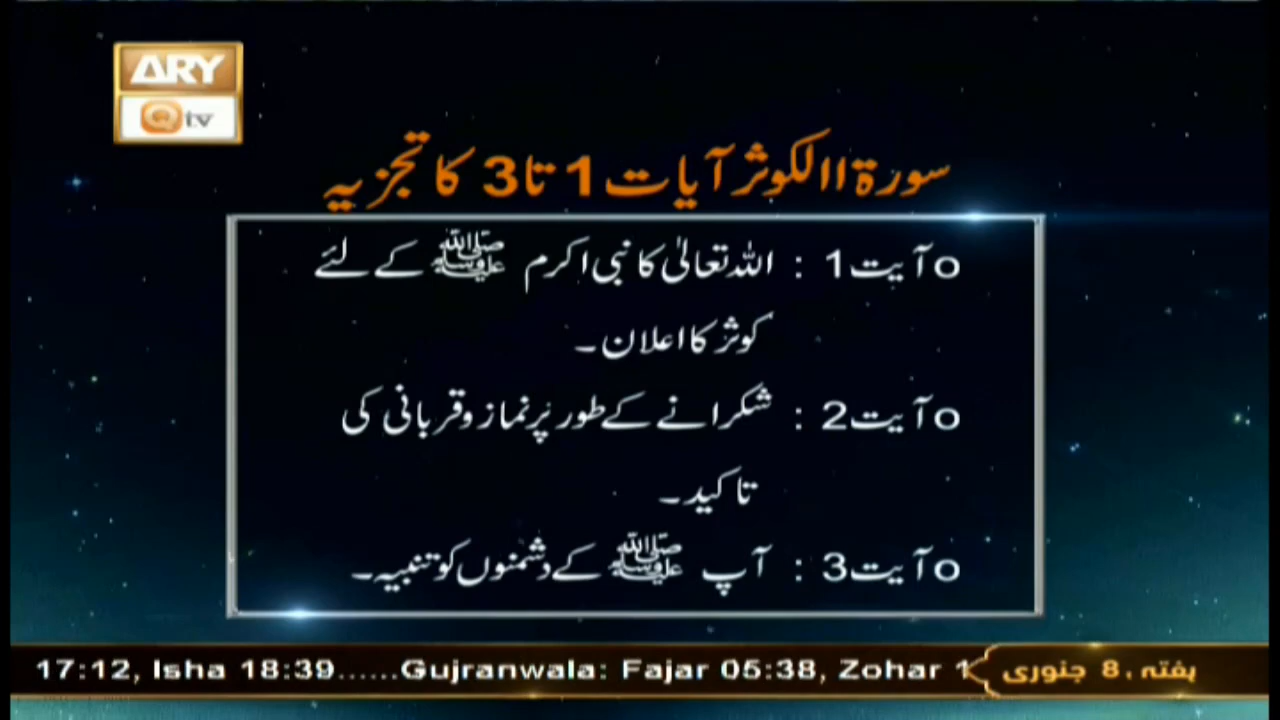 ARY
Qtv
سورۃ االکوثر آیات 1 تا 3 کا تجزیہ
o آیت 1 : اللہ تعالیٰ کا نبی اکرم ﷺ کے لئے
کوثر کا اعلان۔
o آیت 2 : شکرانے کے طور پر نماز و قربانی کی
تاکید۔
o آیت 3 : آپ ﷺ کے دشمنوں کو تنبیہ۔
17:12, Isha 18:39......Gujranwala: Fajar 05:38, Zohar 1
ہفتہ ، 8 جنوری